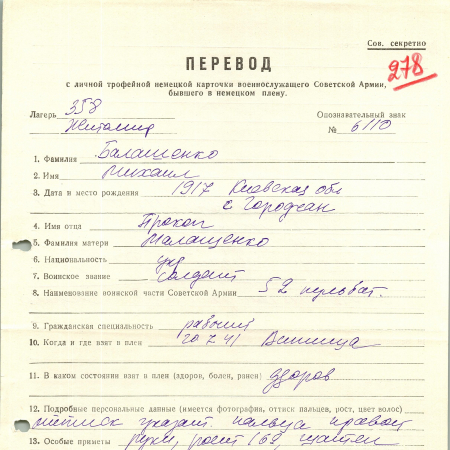 Сов. секретно
278
ПЕРЕВОД
с личной трофейной немецкой карточки военнослужащего Советской Армии,
бывшего в немецком плену.
Лагерь 358 Опознавательный знак
Житомир № 6110
1. Фамилия Балашенко
2. Имя Михаил
3. Дата и место рождения 1917 Киевская обл
с
4. Имя отца Прокоп
5. Фамилия матери Малащенко
6. Национальность укр
7. Воинское звание солдат
8. Наименование воинской части Советской Армии 52 пульбат.
9. Гражданская специальность рабочий
10. Когда и где взят в плен 20 7 41 Винница
11. В каком состоянии взят в плен (здоров, болен, ранен) здоров
12. Подробные персональные данные (имеется фотография, оттиск пальцев, рост, цвет волос)
указат. пальца правой
13. Особые приметы руки, рост 169, шатен